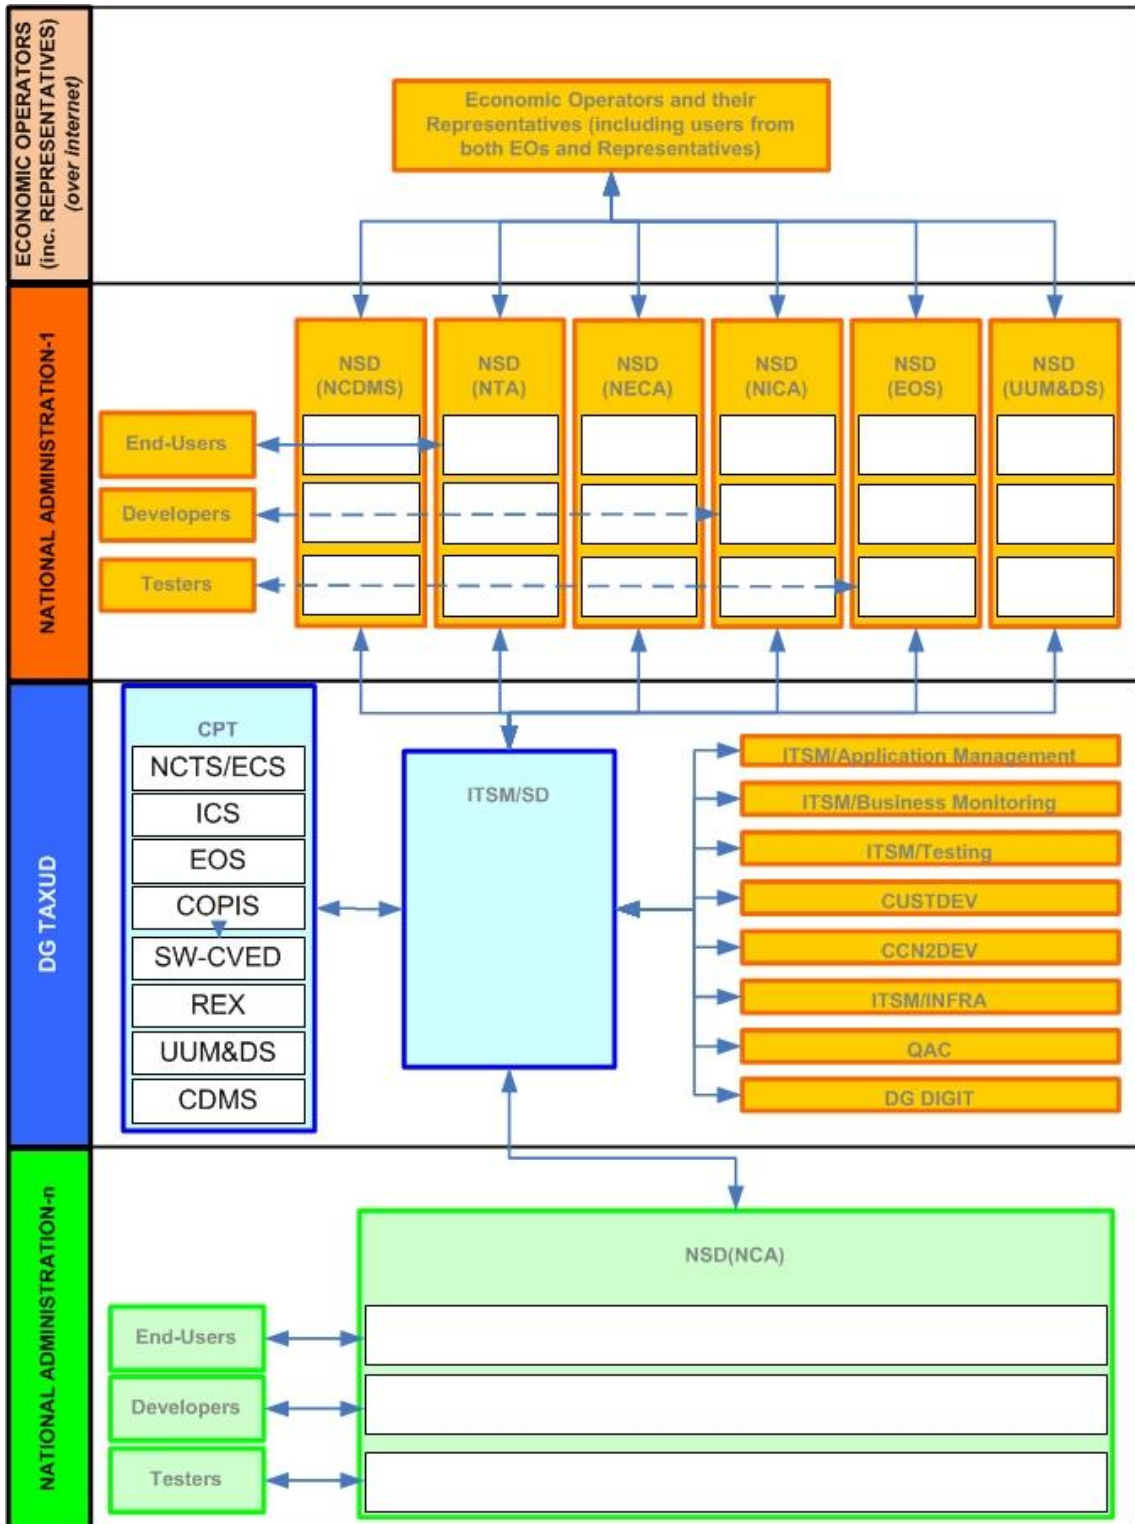 ECONOMIC OPERATORS
(inc. REPRESENTATIVES)
(over Internet)
Economic Operators and their
Representatives (including users from
both EOs and Representatives)
NATIONAL ADMINISTRATION-1
NSD
(NCDMS)
NSD
(NTA)
NSD
(NECA)
NSD
(NICA)
NSD
(EOS)
NSD
(UUM&DS)
End-Users
Developers
Testers
DG TAXUD
CPT
NCTS/ECS
ICS
EOS
COPIS
SW-CVED
REX
UUM&DS
CDMS
ITSM/SD
ITSM/Application Management
ITSM/Business Monitoring
ITSM/Testing
CUSTDEV
CCN2DEV
ITSM/INFRA
QAC
DG DIGIT
NATIONAL ADMINISTRATION-n
NSD(NCA)
End-Users
Developers
Testers